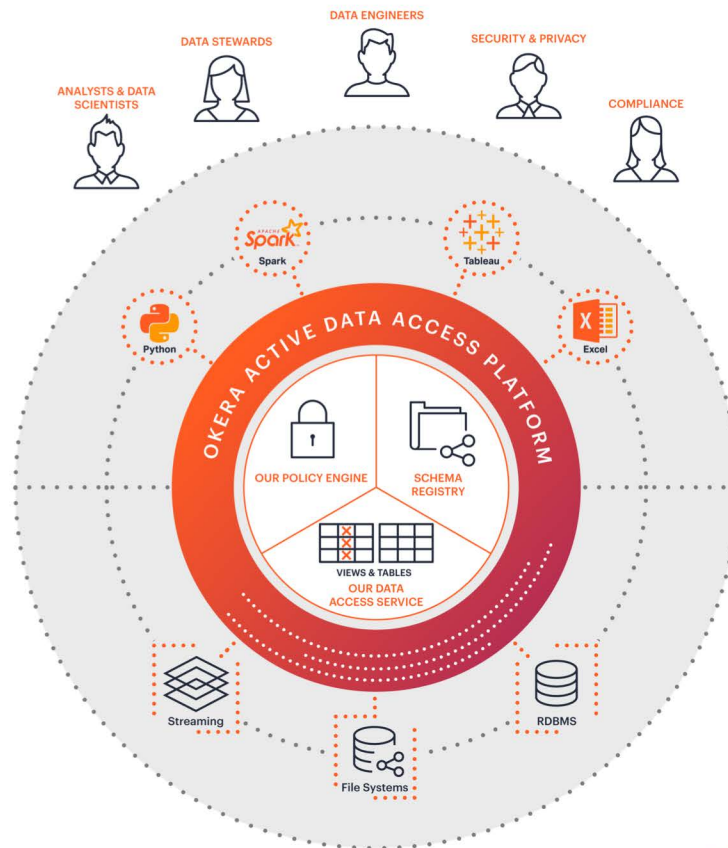 DATA ENGINEERS
DATA STEWARDS
SECURITY & PRIVACY
ANALYSTS & DATA
SCIENTISTS
COMPLIANCE
APACHE
Spark
Spark
Tableau
Python
X
Excel
OKERA ACTIVE DATA ACCESS PLATFORM
OUR POLICY ENGINE
SCHEMA
REGISTRY
VIEWS & TABLES
OUR DATA
ACCESS SERVICE
Streaming
RDBMS
File Systems